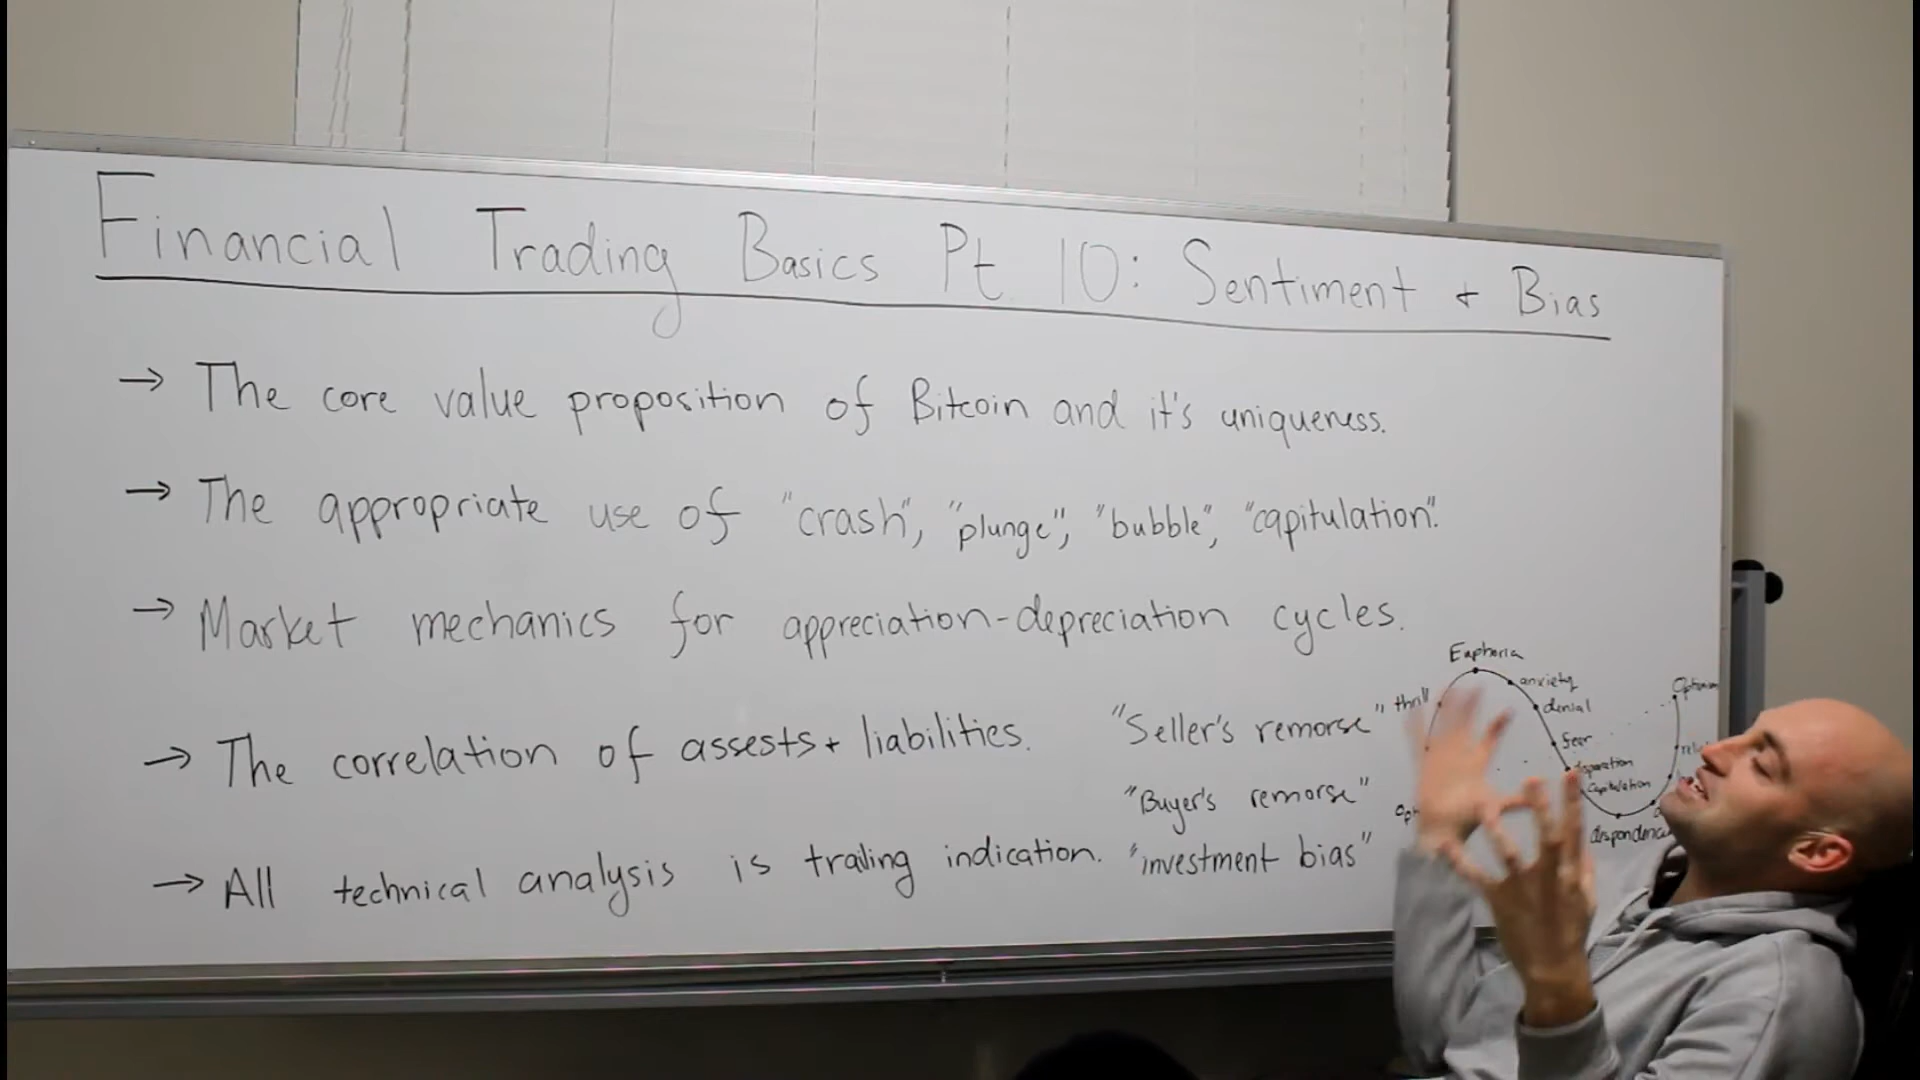 Financial Trading Basics Pt 10: Sentiment + Bias
→ The core value proposition of Bitcoin and it's uniqueness.
→ The appropriate use of "crash", "plunge", "bubble", "capitulation".
→ Market mechanics for appreciation-depreciation cycles.
→ The correlation of assests + liabilities.
"Seller's remorse"
"Buyer's remorse"
→ All technical analysis is trailing indication.
"investment bias"
Euphoria
thrill
anxiety
denial
fear
desperation
Capitulation